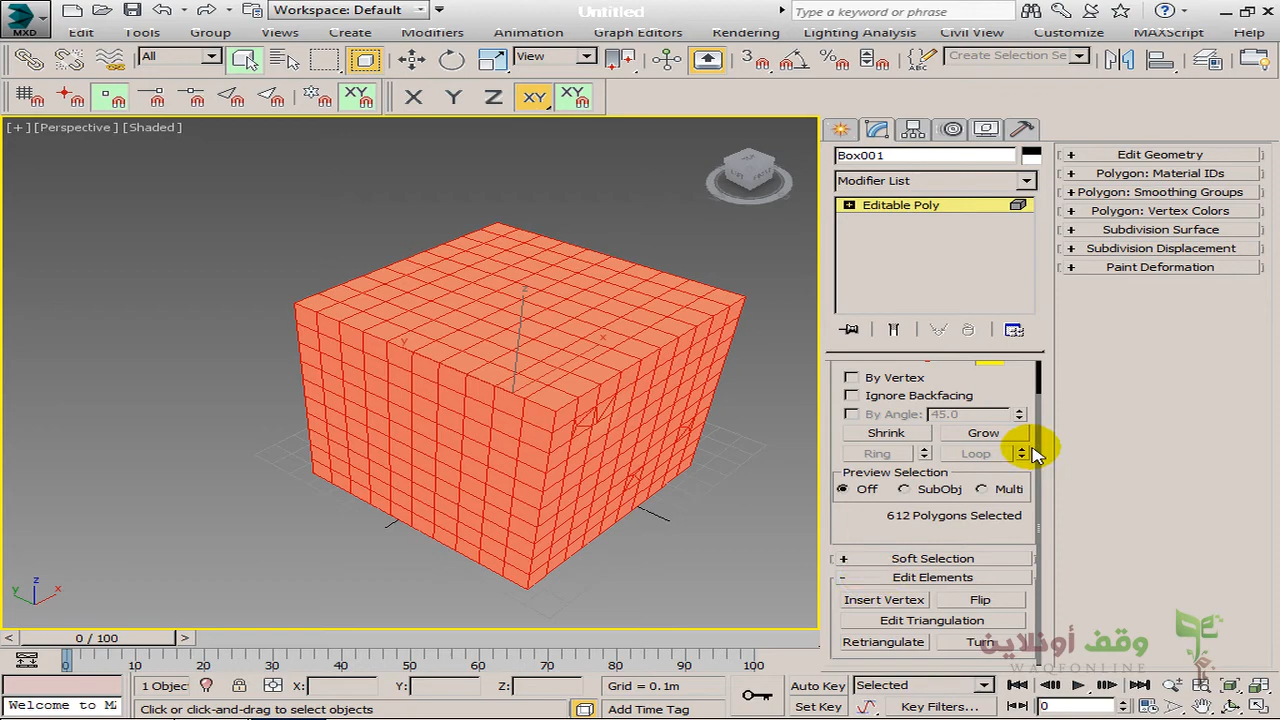 Workspace: Default
Untitled
Type a keyword or phrase
MXD
Edit Tools Group Views Create Modifiers Animation Graph Editors Rendering Lighting Analysis Civil View Customize MAXScript Help
All
View
3
Create Selection Se
X Y Z XY XY
[+] [Perspective] [Shaded]
Box001
Modifier List
Editable Poly
Edit Geometry
Polygon: Material IDs
Polygon: Smoothing Groups
Polygon: Vertex Colors
Subdivision Surface
Subdivision Displacement
Paint Deformation
By Vertex
Ignore Backfacing
By Angle: 45.0
Shrink Grow
Ring Loop
Preview Selection
Off SubObj Multi
612 Polygons Selected
Soft Selection
Edit Elements
Insert Vertex Flip
Edit Triangulation
Retriangulate Turn
وقف أونلاين
WAQFONLINE
z
y x
z
y x
0 / 100
0 10 20 30 40 50 60 70 80 90 100
1 Object X: Y: Z: Grid = 0.1m
Auto Key Selected
Welcome to MA
Click or click-and-drag to select objects
Add Time Tag
Set Key Key Filters... 0